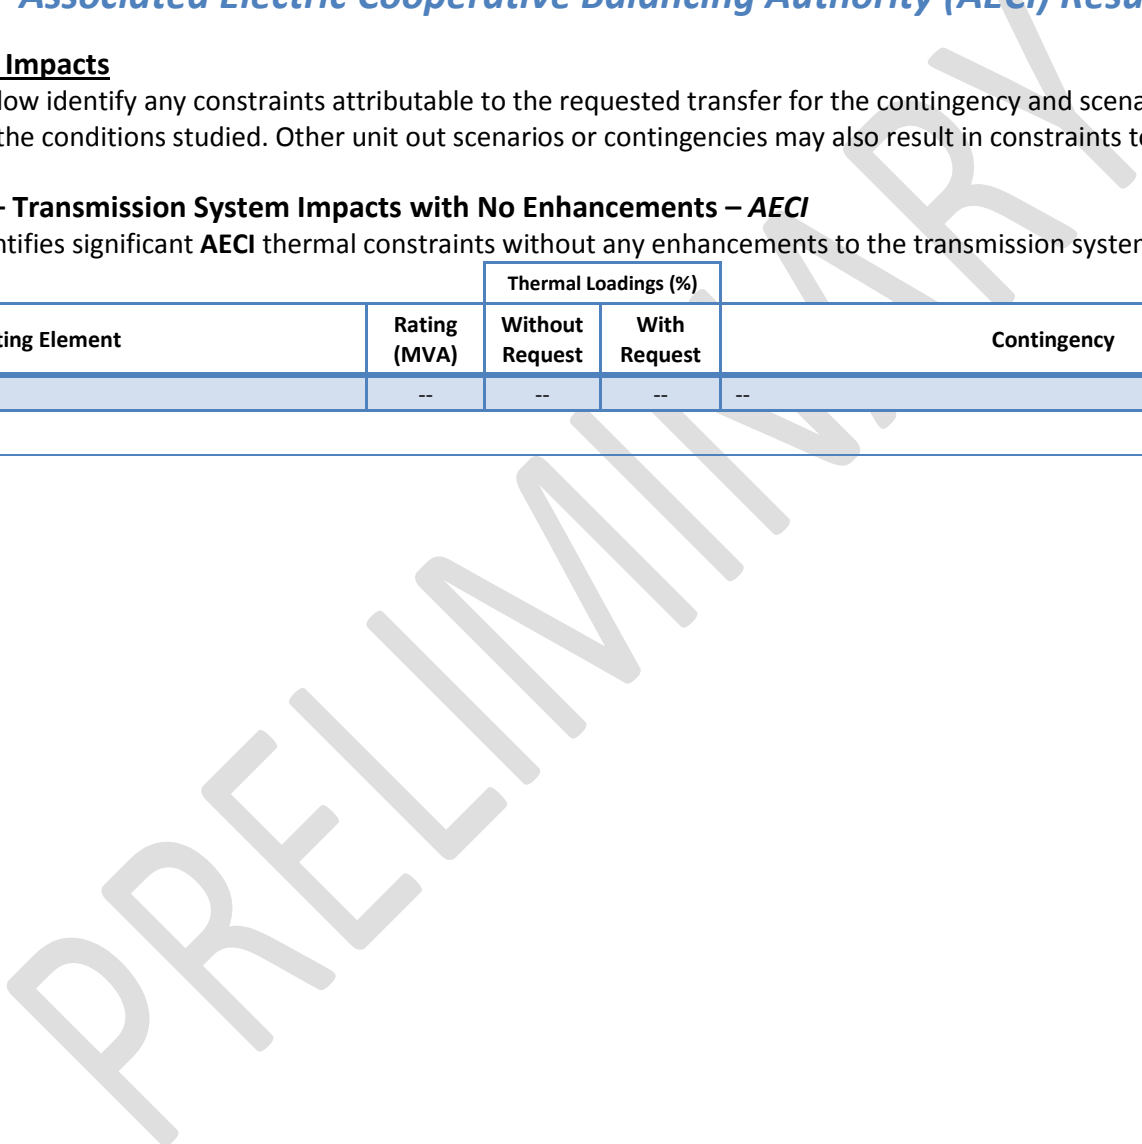 Associated Electric Cooperative Balancing Authority (AECI) Resu
Impacts
low identify any constraints attributable to the requested transfer for the contingency and scena
the conditions studied. Other unit out scenarios or contingencies may also result in constraints to
– Transmission System Impacts with No Enhancements – AECI
ntifies significant AECI thermal constraints without any enhancements to the transmission system
Thermal Loadings (%)
ting Element Rating (MVA) Without Request With Request Contingency
-- -- -- --
PRELIMINARY